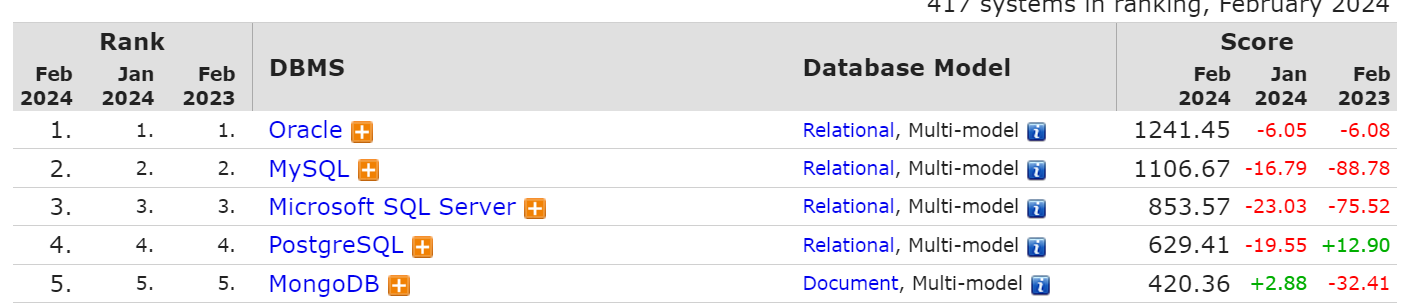 417 systems in ranking, February 2024
Rank Score
Feb Jan Feb DBMS Database Model Feb Jan Feb
2024 2024 2023 2024 2024 2023
1. 1. 1. Oracle Relational, Multi-model 1241.45 -6.05 -6.08
2. 2. 2. MySQL Relational, Multi-model 1106.67 -16.79 -88.78
3. 3. 3. Microsoft SQL Server Relational, Multi-model 853.57 -23.03 -75.52
4. 4. 4. PostgreSQL Relational, Multi-model 629.41 -19.55 +12.90
5. 5. 5. MongoDB Document, Multi-model 420.36 +2.88 -32.41